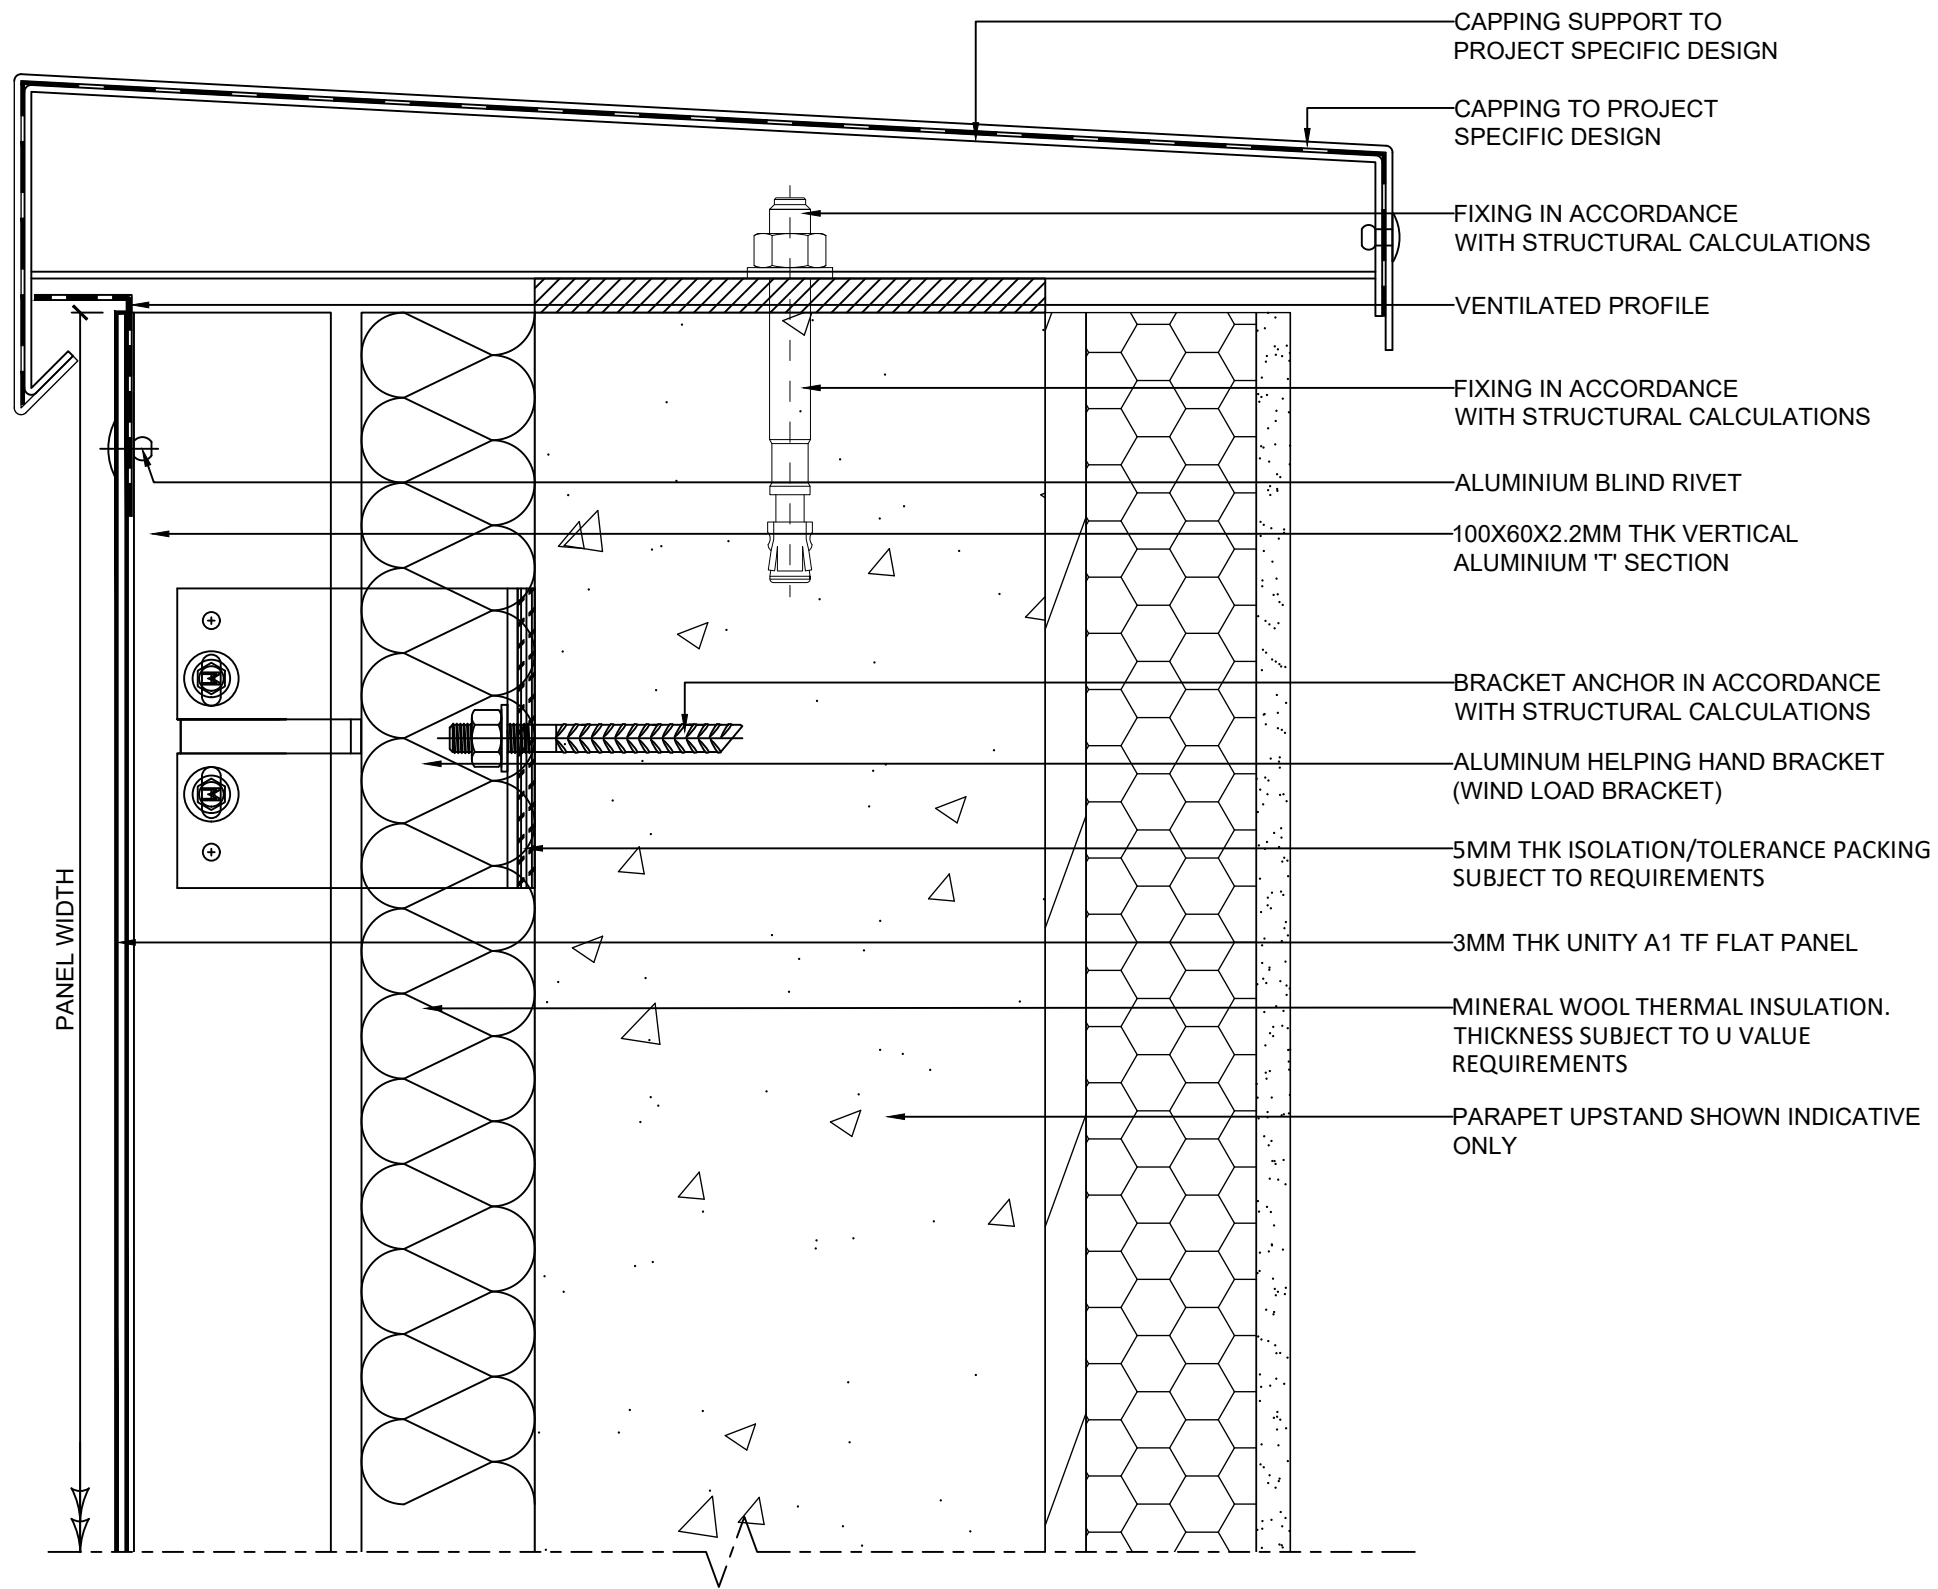 CAPPING SUPPORT TO
PROJECT SPECIFIC DESIGN
CAPPING TO PROJECT
SPECIFIC DESIGN
FIXING IN ACCORDANCE
WITH STRUCTURAL CALCULATIONS
VENTILATED PROFILE
FIXING IN ACCORDANCE
WITH STRUCTURAL CALCULATIONS
ALUMINIUM BLIND RIVET
100X60X2.2MM THK VERTICAL
ALUMINIUM 'T' SECTION
BRACKET ANCHOR IN ACCORDANCE
WITH STRUCTURAL CALCULATIONS
ALUMINUM HELPING HAND BRACKET
(WIND LOAD BRACKET)
5MM THK ISOLATION/TOLERANCE PACKING
SUBJECT TO REQUIREMENTS
3MM THK UNITY A1 TF FLAT PANEL
MINERAL WOOL THERMAL INSULATION.
THICKNESS SUBJECT TO U VALUE
REQUIREMENTS
PARAPET UPSTAND SHOWN INDICATIVE
ONLY
PANEL WIDTH